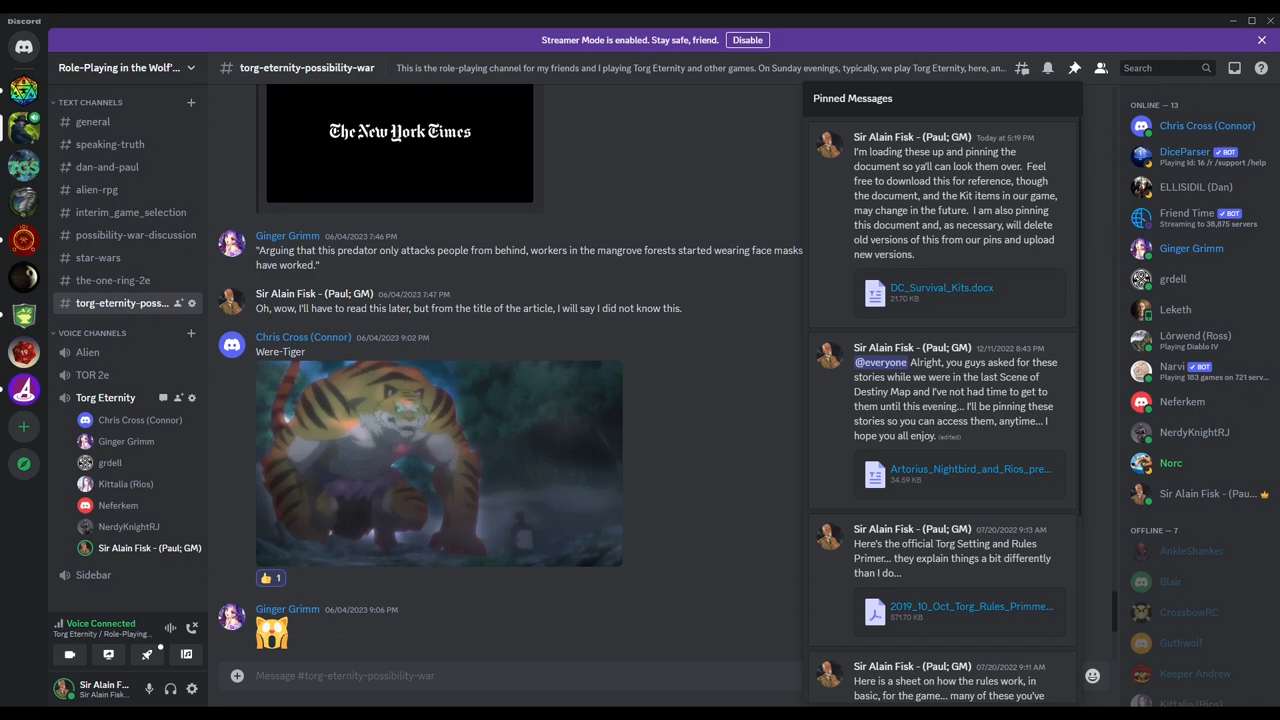 Discord
Streamer Mode is enabled. Stay safe, friend.
Disable
Role-Playing in the Wolf'...
TEXT CHANNELS
general
speaking-truth
dan-and-paul
alien-rpg
interim_game_selection
possibility-war-discussion
star-wars
the-one-ring-2e
torg-eternity-poss...
VOICE CHANNELS
Alien
TOR 2e
Torg Eternity
Chris Cross (Connor)
Ginger Grimm
grdell
Kittalia (Rios)
Neferkem
NerdyKnightRJ
Sir Alain Fisk - (Paul; GM)
Sidebar
Voice Connected
Torg Eternity / Role-Playing...
Sir Alain F...
Sir Alain Fisk...
# torg-eternity-possibility-war
This is the role-playing channel for my friends and I playing Torg Eternity and other games. On Sunday evenings, typically, we play Torg Eternity, here, an...
Search
The New York Times
Ginger Grimm 06/04/2023 7:46 PM
"Arguing that this predator only attacks people from behind, workers in the mangrove forests started wearing face masks
have worked."
Sir Alain Fisk - (Paul; GM) 06/04/2023 7:47 PM
Oh, wow, I'll have to read this later, but from the title of the article, I will say I did not know this.
Chris Cross (Connor) 06/04/2023 9:02 PM
Were-Tiger
1
Ginger Grimm 06/04/2023 9:06 PM
Message #torg-eternity-possibility-war
Pinned Messages
Sir Alain Fisk - (Paul; GM) Today at 5:19 PM
I'm loading these up and pinning the
document so ya'll can look them over. Feel
free to download this for reference, though
the document, and the Kit items in our game,
may change in the future. I am also pinning
this document and, as necessary, will delete
old versions of this from our pins and upload
new versions.
DC_Survival_Kits.docx
21.70 KB
Sir Alain Fisk - (Paul; GM) 12/11/2022 8:43 PM
@everyone Alright, you guys asked for these
stories while we were in the last Scene of
Destiny Map and I've not had time to get to
them until this evening... I'll be pinning these
stories so you can access them, anytime... I
hope you all enjoy. (edited)
Artorius_Nightbird_and_Rios_pre...
34.59 KB
Sir Alain Fisk - (Paul; GM) 07/20/2022 9:13 AM
Here's the official Torg Setting and Rules
Primer... they explain things a bit differently
than I do...
2019_10_Oct_Torg_Rules_Primme...
571.70 KB
Sir Alain Fisk - (Paul; GM) 07/20/2022 9:11 AM
Here is a sheet on how the rules work, in
basic, for the game... many of these you've
ONLINE — 13
Chris Cross (Connor)
DiceParser ✓ BOT
Playing Id: 16 /r /support /help
ELLISIDIL (Dan)
Friend Time ✓ BOT
Streaming to 38,875 servers
Ginger Grimm
grdell
Leketh
Lôrwend (Ross)
Playing Diablo IV
Narvi ✓ BOT
Playing 183 games on 721 serv...
Neferkem
NerdyKnightRJ
Norc
Sir Alain Fisk - (Pau...
OFFLINE — 7
AnkleShanker
Blair
CrossbowRC
Guthwolf
Keeper Andrew
Kittalia (Rios)